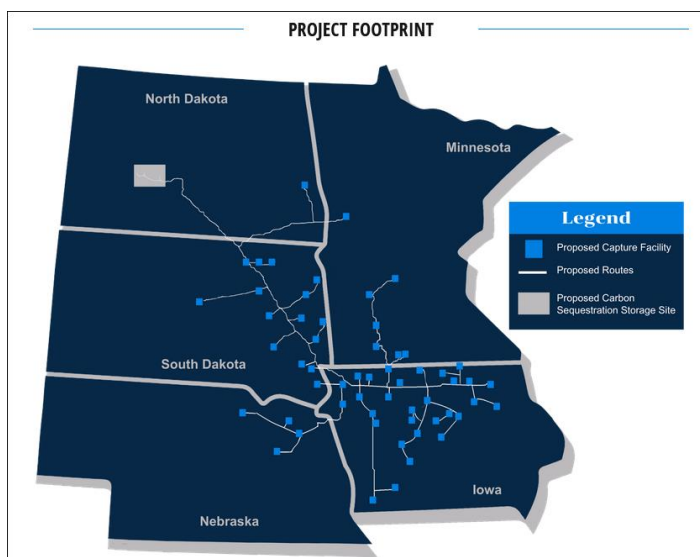 PROJECT FOOTPRINT
North Dakota
Minnesota
Legend
Proposed Capture Facility
Proposed Routes
Proposed Carbon
Sequestration Storage Site
South Dakota
Iowa
Nebraska